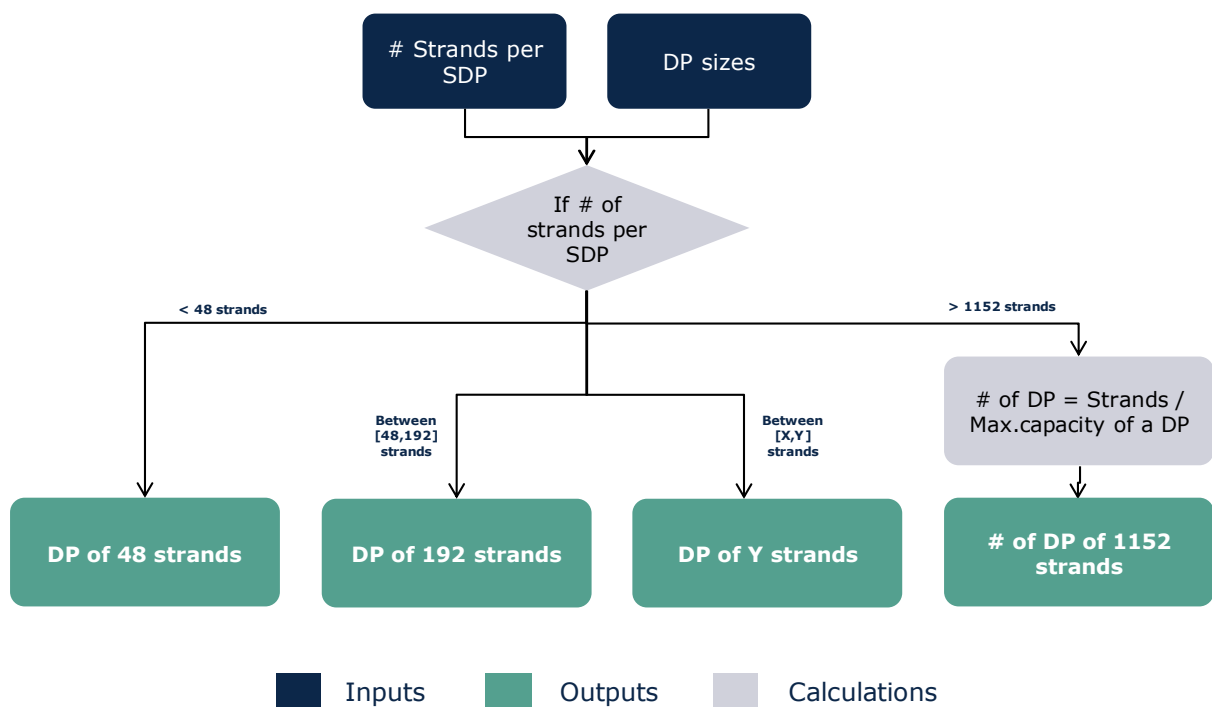 # Strands per
SDP
DP sizes
If # of
strands per
SDP
< 48 strands
> 1152 strands
Between
[48,192]
strands
Between
[X,Y]
strands
# of DP = Strands /
Max.capacity of a DP
DP of 48 strands
DP of 192 strands
DP of Y strands
# of DP of 1152
strands
Inputs
Outputs
Calculations